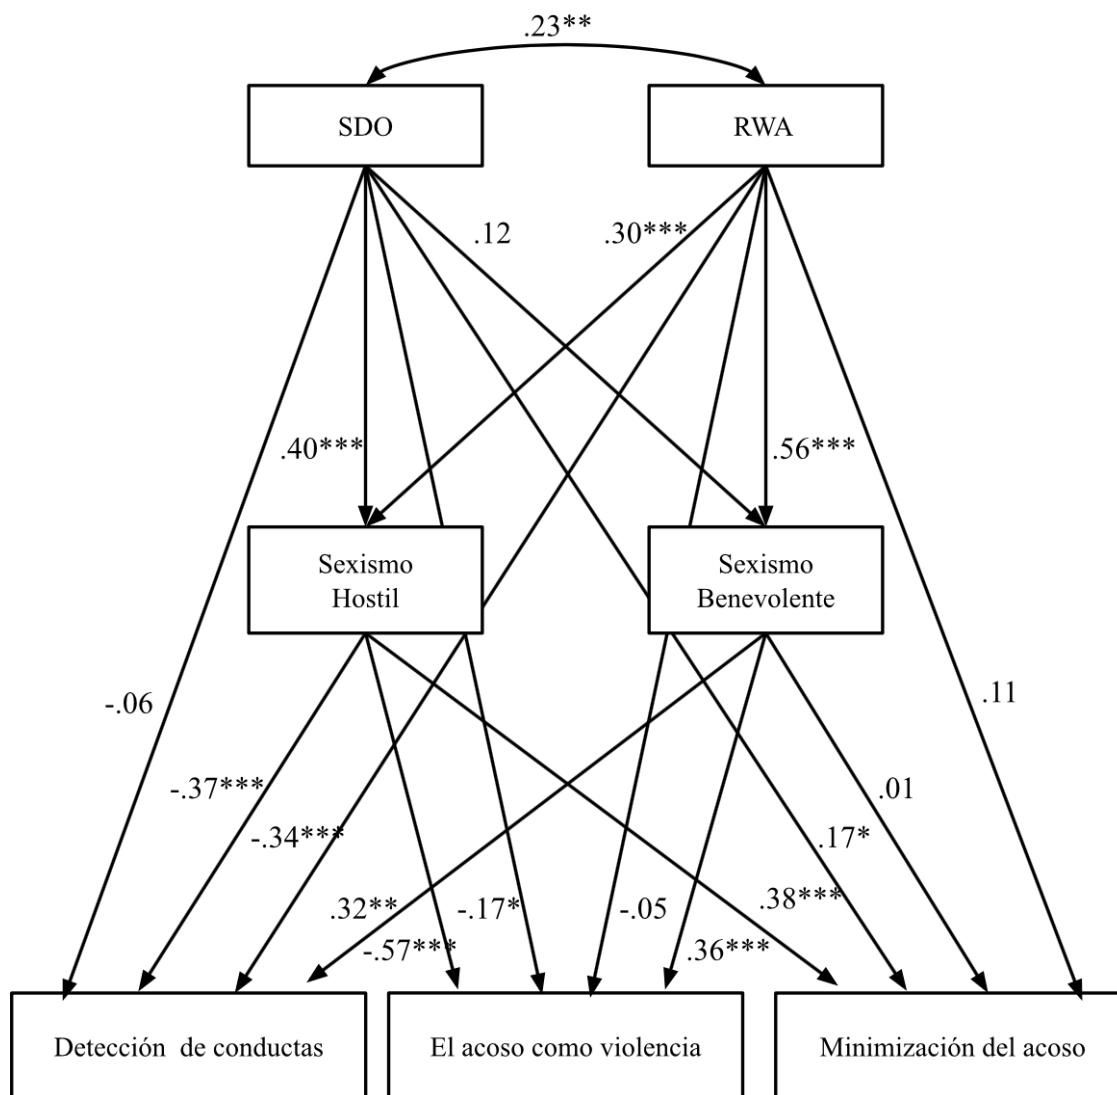 .23**
SDO
RWA
.12
.30***
.40***
.56***
Sexismo
Hostil
Sexismo
Benevolente
-.06
.11
-.37***
.01
-.34***
.17*
.32**
-.17*
-.05
.38***
-.57***
.36***
Detección de conductas
El acoso como violencia
Minimización del acoso